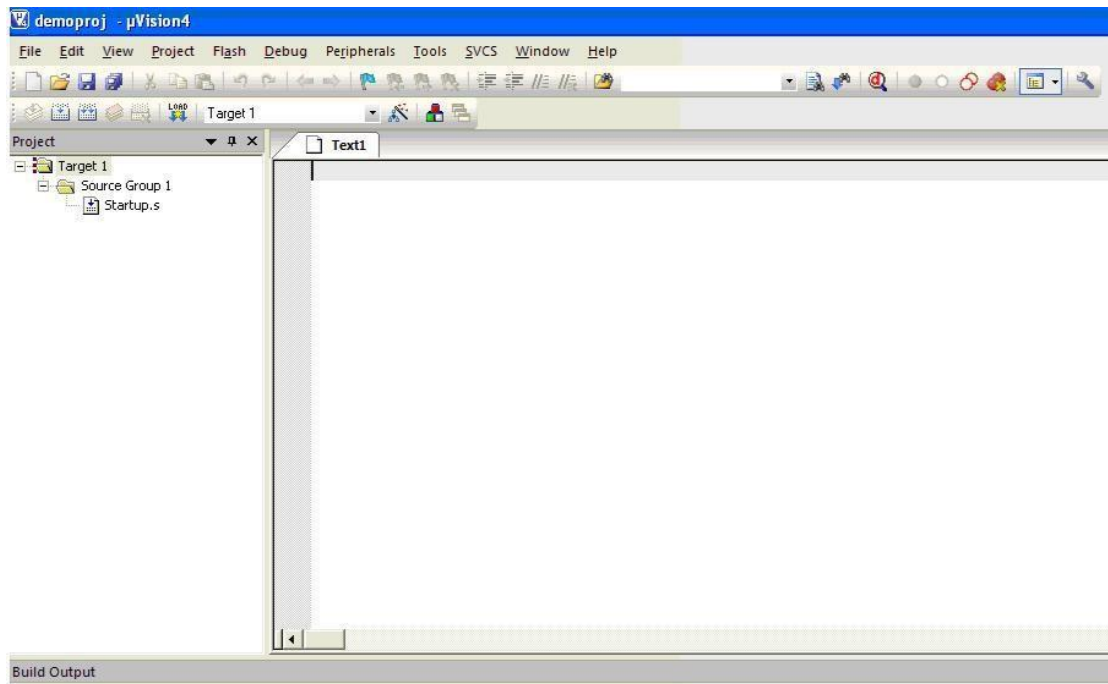 demoproj - µVision4
File Edit View Project Flash Debug Peripherals Tools SVCS Window Help
LOAD Target 1
Project
Text1
Target 1
Source Group 1
Startup.s
Build Output